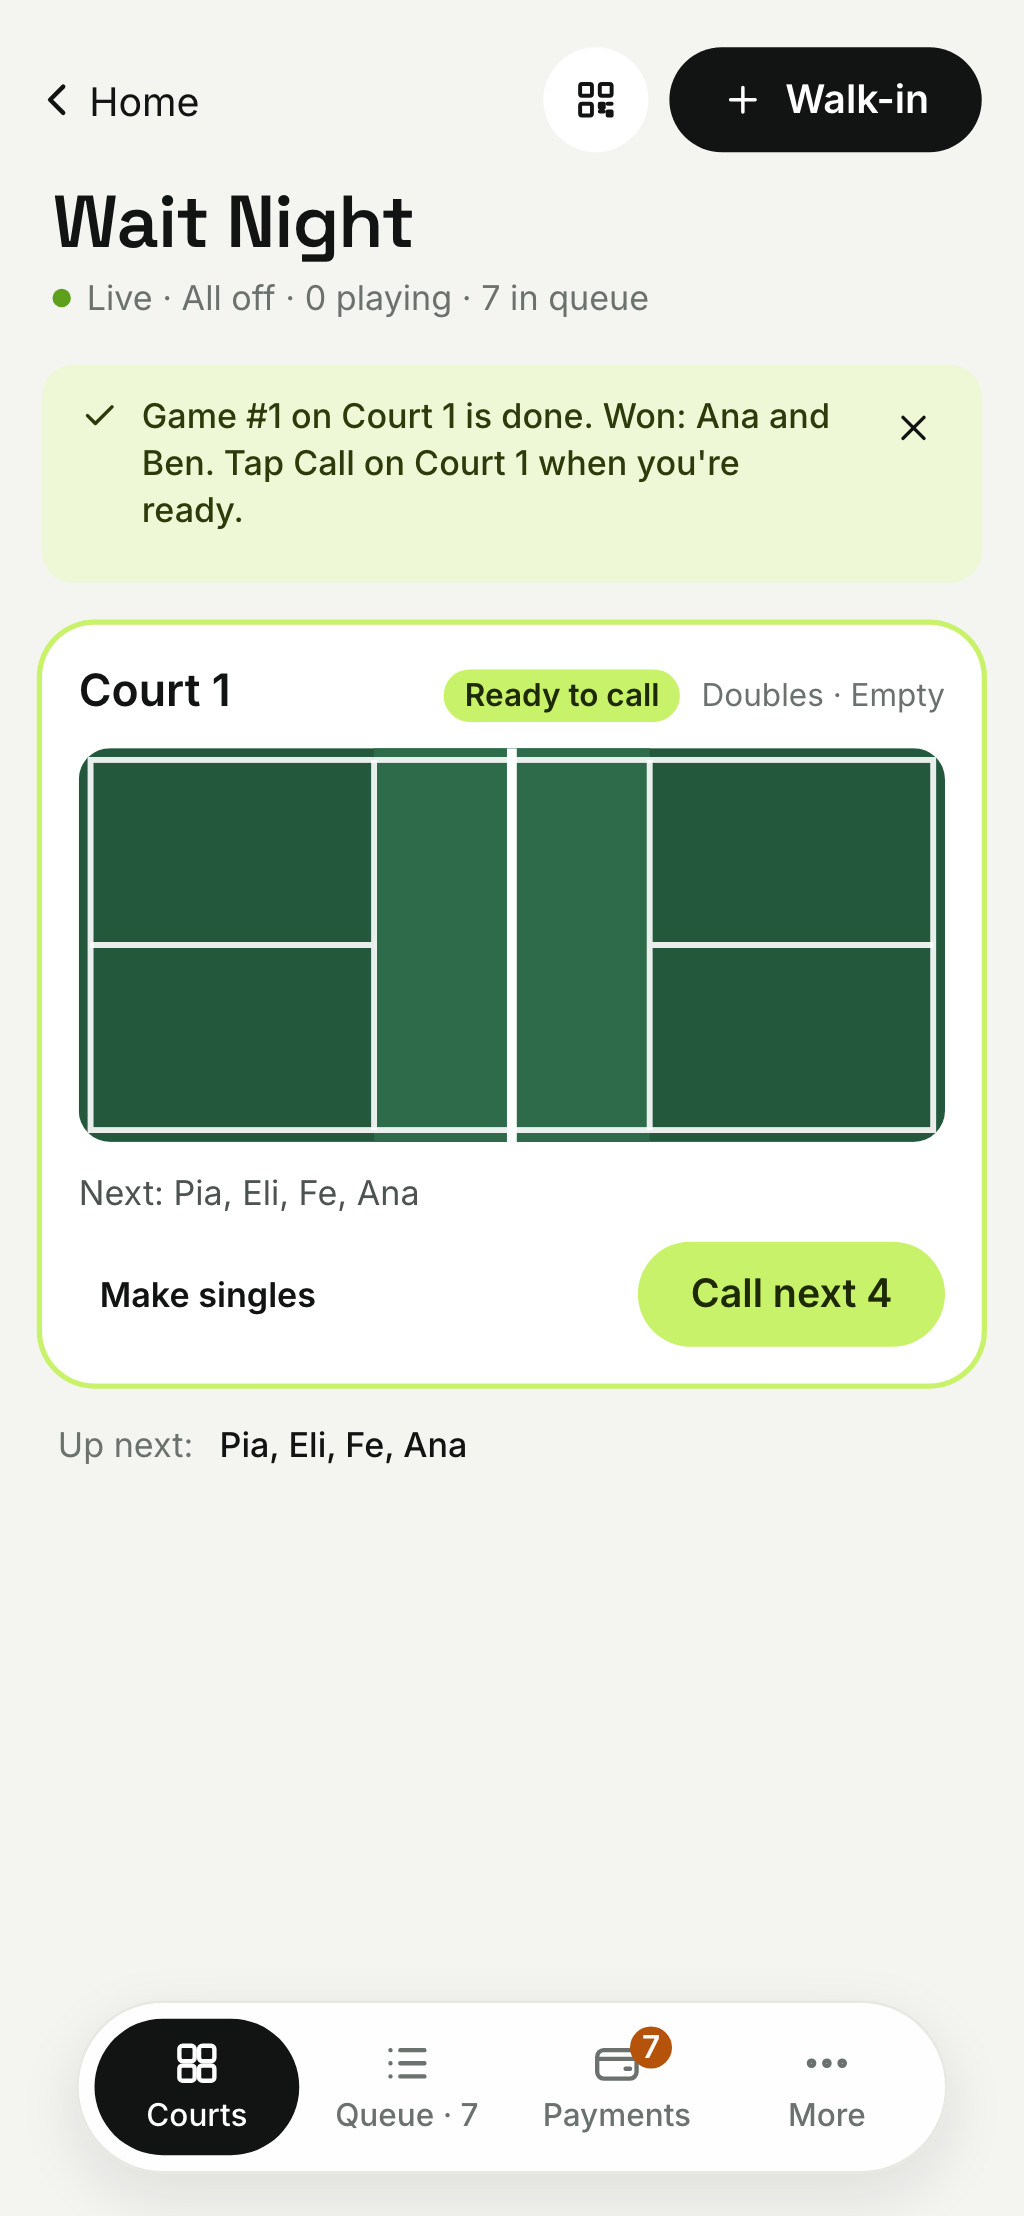 Home
Walk-in
Wait Night
Live · All off · 0 playing · 7 in queue
Game #1 on Court 1 is done. Won: Ana and
Ben. Tap Call on Court 1 when you're
ready.
Court 1
Ready to call
Doubles · Empty
Next: Pia, Eli, Fe, Ana
Make singles
Call next 4
Up next: Pia, Eli, Fe, Ana
7
Courts
Queue · 7
Payments
More